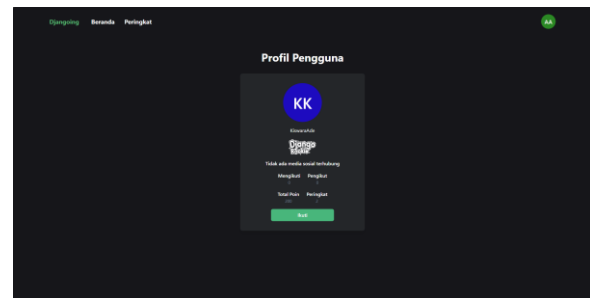 Djangoing Beranda Peringkat AA
Profil Pengguna
KK
Django
Tidak ada media sosial terhubung
Mengikuti Pengikut
Total Poin Peringkat
Ikuti